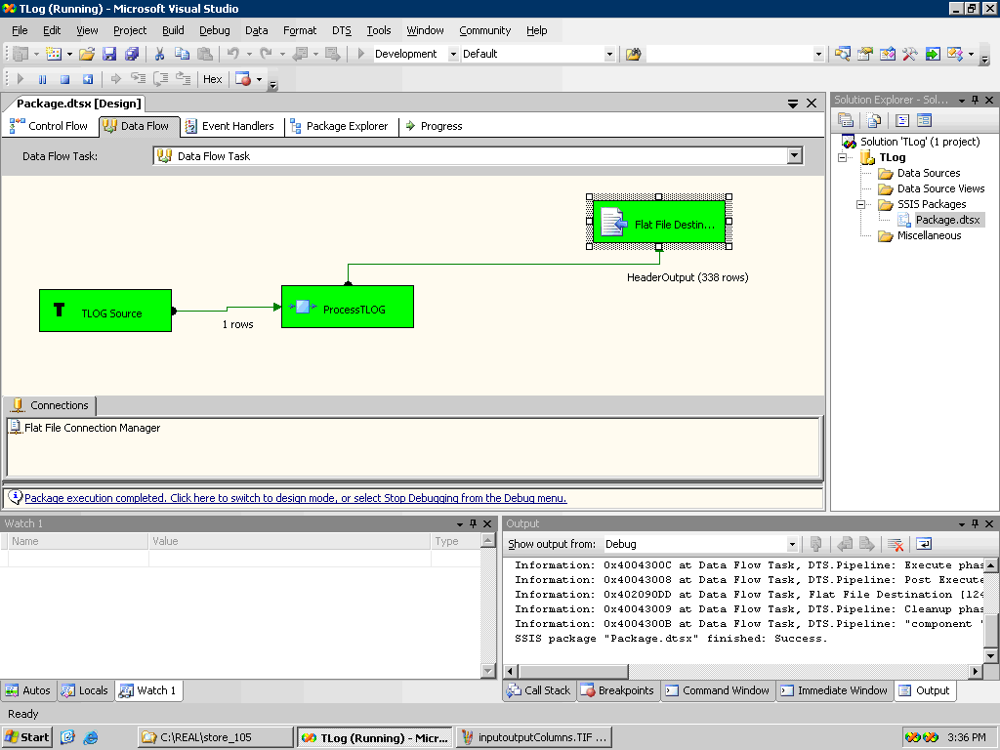 TLog (Running) - Microsoft Visual Studio
File Edit View Project Build Debug Data Format DTS Tools Window Community Help
Development Default
Hex
Package.dtsx [Design]
Control Flow Data Flow Event Handlers Package Explorer Progress
Data Flow Task: Data Flow Task
Flat File Destin...
HeaderOutput (338 rows)
TLOG Source
ProcessTLOG
1 rows
Connections
Flat File Connection Manager
Package execution completed. Click here to switch to design mode, or select Stop Debugging from the Debug menu.
Solution Explorer - Sol...
Solution 'TLog' (1 project)
TLog
Data Sources
Data Source Views
SSIS Packages
Package.dtsx
Miscellaneous
Watch 1
Name Value Type
Autos Locals Watch 1
Output
Show output from: Debug
Information: 0x4004300C at Data Flow Task, DTS.Pipeline: Execute phas
Information: 0x40043008 at Data Flow Task, DTS.Pipeline: Post Execute
Information: 0x402090DD at Data Flow Task, Flat File Destination [124
Information: 0x40043009 at Data Flow Task, DTS.Pipeline: Cleanup phas
Information: 0x4004300B at Data Flow Task, DTS.Pipeline: "component "
SSIS package "Package.dtsx" finished: Success.
Call Stack Breakpoints Command Window Immediate Window Output
Ready
Start C:\REAL\store_105 TLog (Running) - Micr... inputoutputColumns.TIF ... 3:36 PM